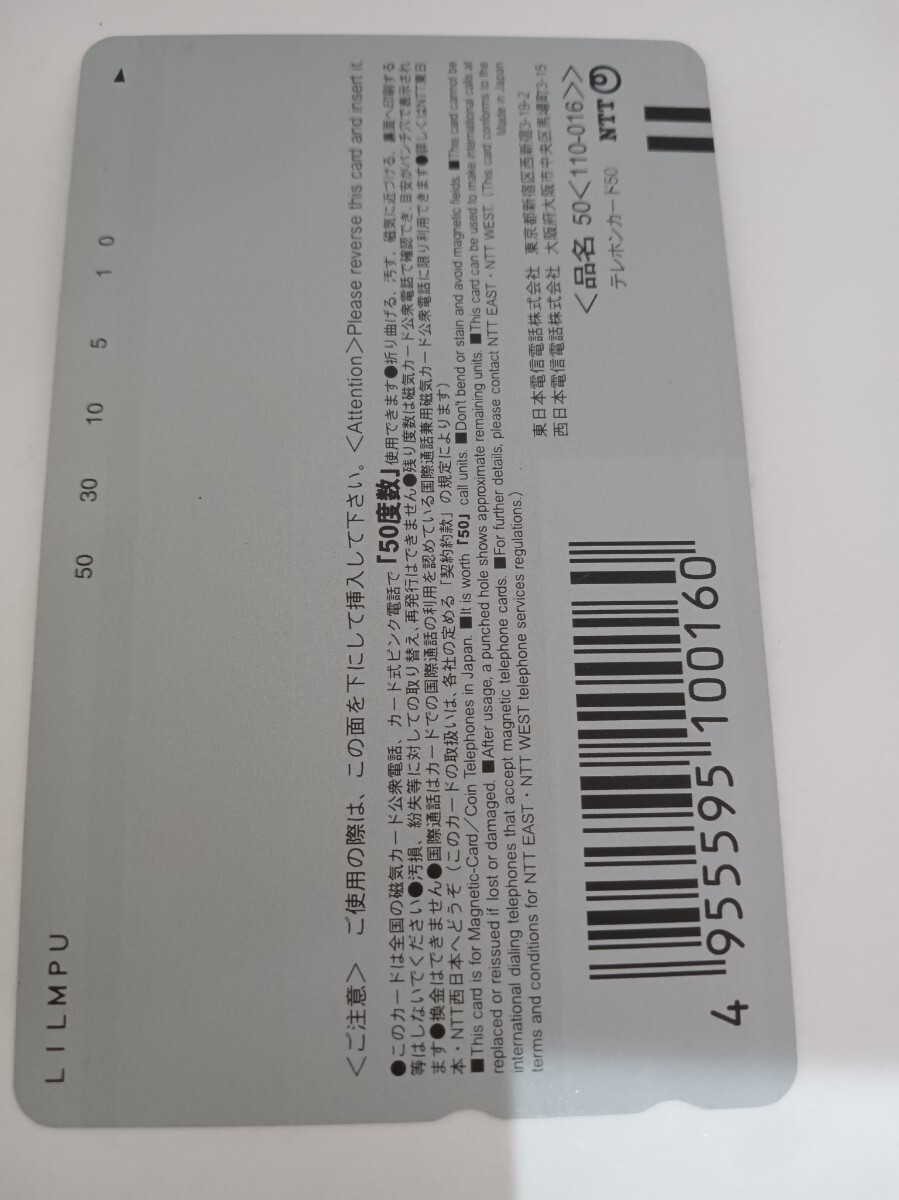 LILMPU
50 30 10 5 1 0
＜ご注意＞ ご使用の際は、この面を下にして挿入して下さい。＜Attention＞Please reverse this card and insert it.
●このカードは全国の磁気カード公衆電話、カード式ピンク電話で「50度数」使用できます●折り曲げる、汚す、磁気に近づける、裏面へ印刷する
等はしないでください●汚損、紛失等に対しての取り替え、再発行はできません●残り度数は磁気カード公衆電話で確認でき、目安がパンチ穴で表示され
ます●換金はできません●国際通話はカードでの国際通話の利用を認めている国際通話兼用磁気カード公衆電話に限り利用できます●詳しくはNTT東日
本・NTT西日本へどうぞ（このカードの取扱いは、各社の定める「契約約款」の規定によります）
■This card is for Magnetic-Card／Coin Telephones in Japan. ■It is worth「50」call units. ■Don't bend or stain and avoid magnetic fields. ■This card cannot be
replaced or reissued if lost or damaged. ■After usage, a punched hole shows approximate remaining units. ■This card can be used to make international calls at
international dialing telephones that accept magnetic telephone cards. ■For further details, please contact NTT EAST・NTT WEST. (This card conforms to the
terms and conditions for NTT EAST・NTT WEST telephone services regulations.)
Made in Japan
東日本電信電話株式会社 東京都新宿区西新宿3-19-2
西日本電信電話株式会社 大阪府大阪市中央区馬場町3-15
＜品名 50＜110-016＞＞
テレホンカード50 NTT
4 955595 100160